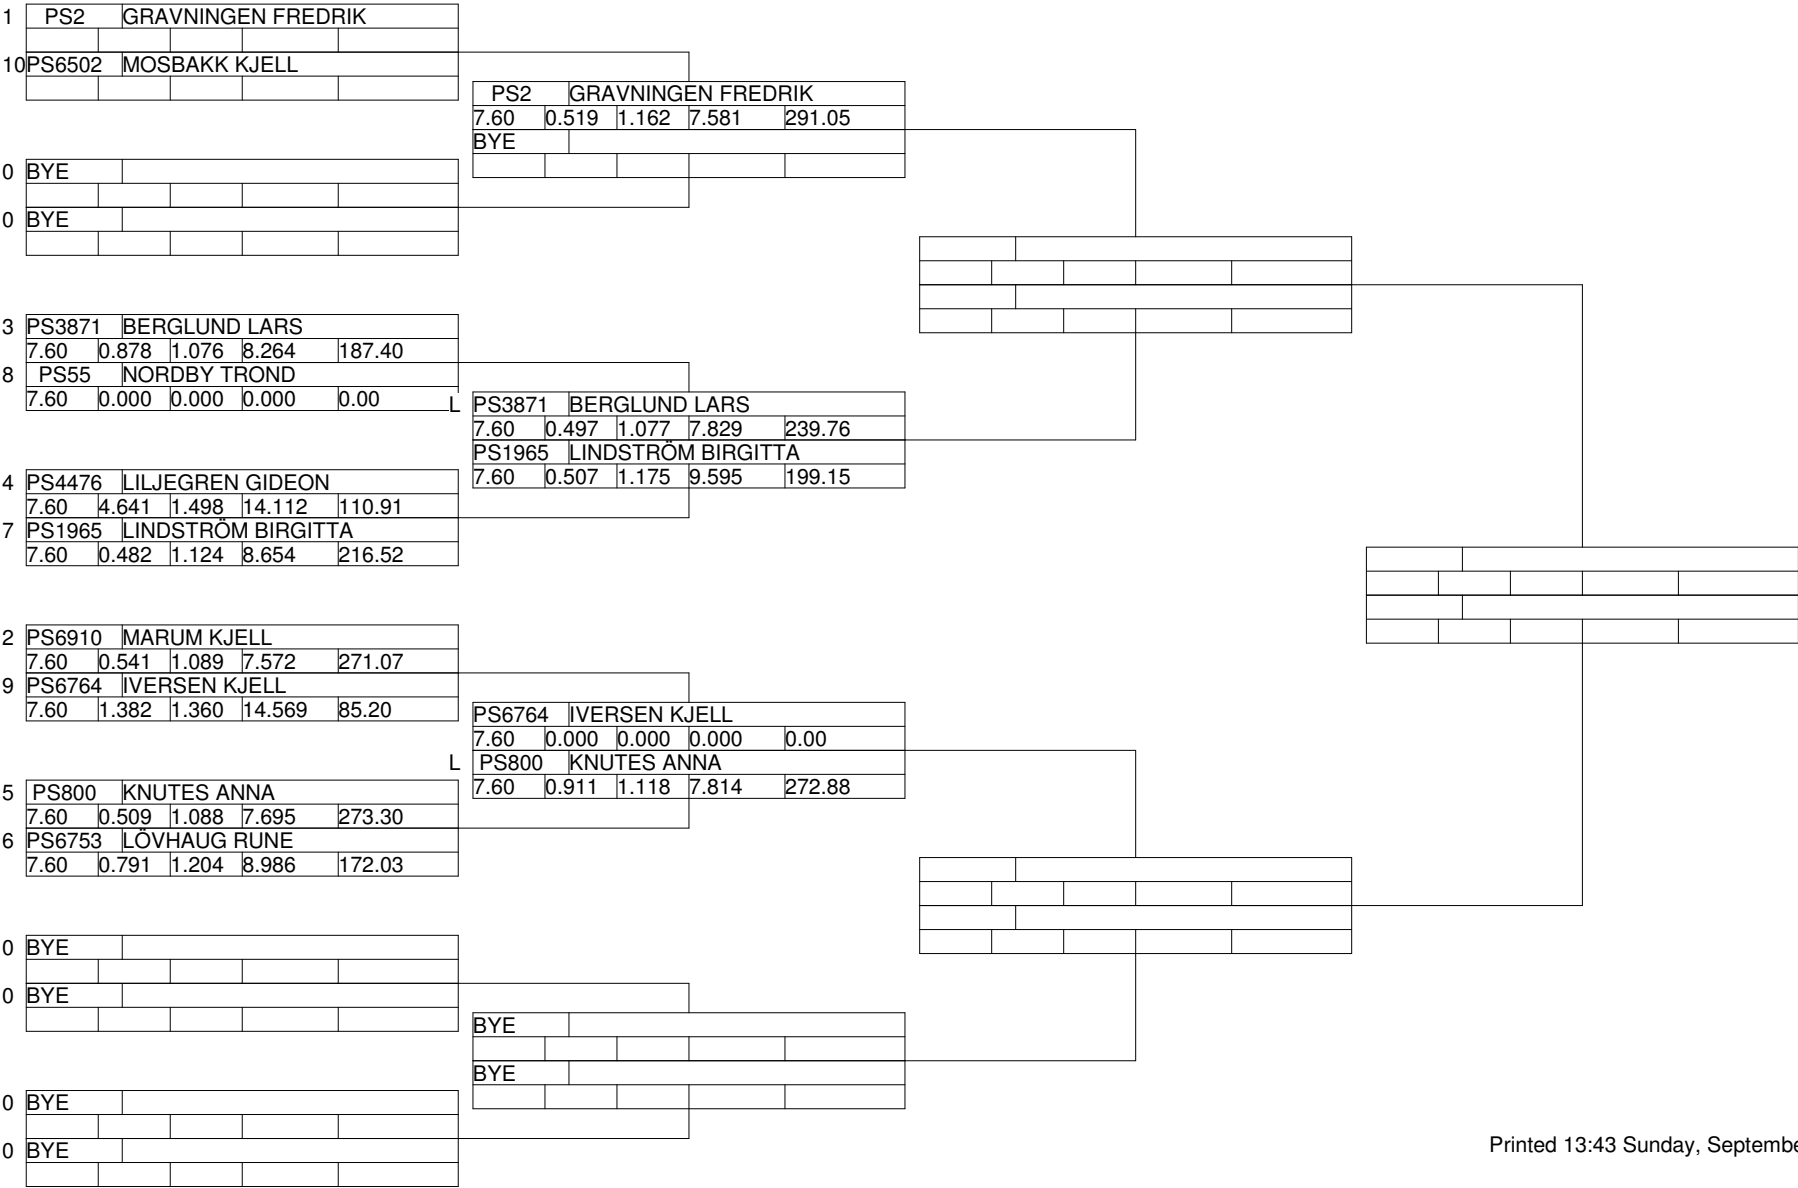 1 PS2 GRAVNINGEN FREDRIK
10 PS6502 MOSBAKK KJELL
0 BYE
0 BYE
3 PS3871 BERGLUND LARS
7.60 0.878 1.076 8.264 187.40
8 PS55 NORDBY TROND
7.60 0.000 0.000 0.000 0.00
4 PS4476 LILJEGREN GIDEON
7.60 4.641 1.498 14.112 110.91
7 PS1965 LINDSTRÖM BIRGITTA
7.60 0.482 1.124 8.654 216.52
2 PS6910 MARUM KJELL
7.60 0.541 1.089 7.572 271.07
9 PS6764 IVERSEN KJELL
7.60 1.382 1.360 14.569 85.20
5 PS800 KNUTES ANNA
7.60 0.509 1.088 7.695 273.30
6 PS6753 LÖVHAUG RUNE
7.60 0.791 1.204 8.986 172.03
0 BYE
0 BYE
0 BYE
0 BYE
PS2 GRAVNINGEN FREDRIK
7.60 0.519 1.162 7.581 291.05
BYE
L PS3871 BERGLUND LARS
7.60 0.497 1.077 7.829 239.76
PS1965 LINDSTRÖM BIRGITTA
7.60 0.507 1.175 9.595 199.15
PS6764 IVERSEN KJELL
7.60 0.000 0.000 0.000 0.00
L PS800 KNUTES ANNA
7.60 0.911 1.118 7.814 272.88
BYE
BYE
Printed 13:43 Sunday, Septembe